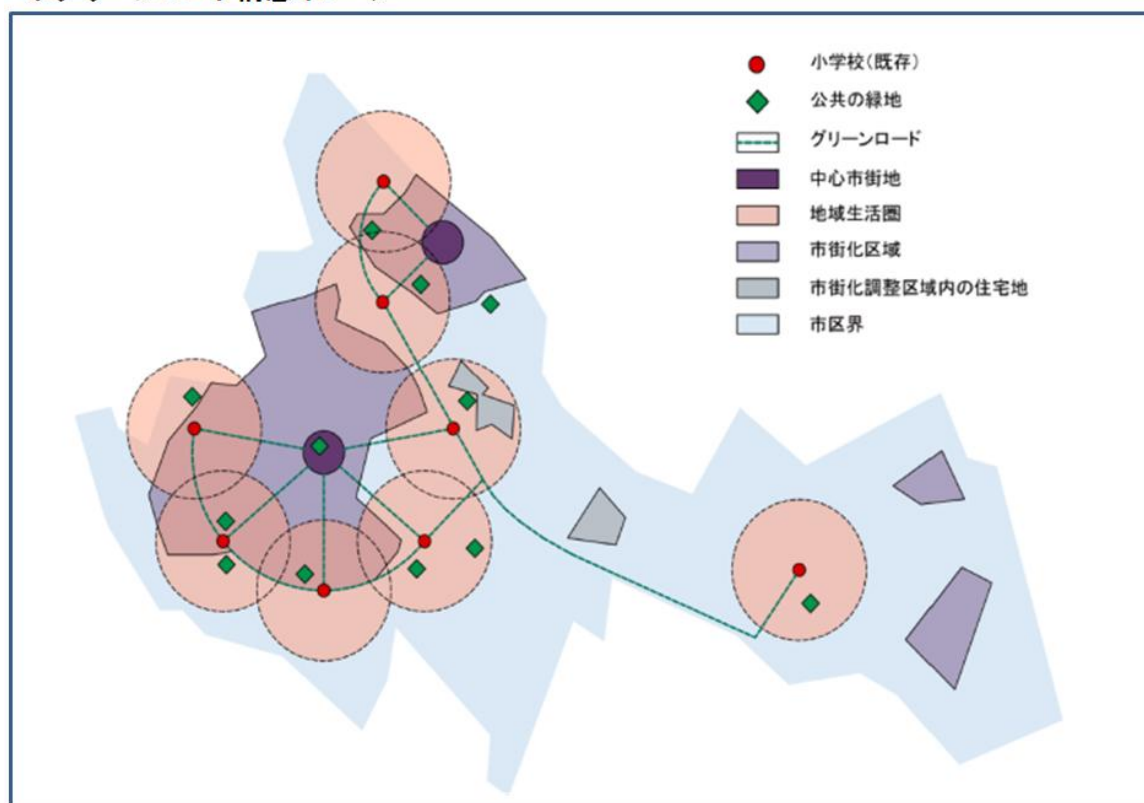 小学校(既存)
公共の緑地
グリーンロード
中心市街地
地域生活圏
市街化区域
市街化調整区域内の住宅地
市区界